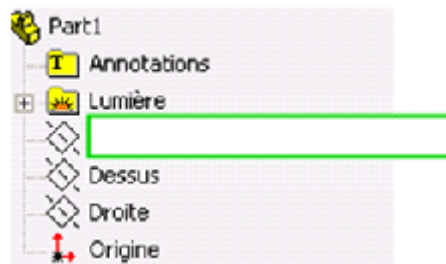 Part1
Annotations
Lumière
Dessus
Droite
Origine